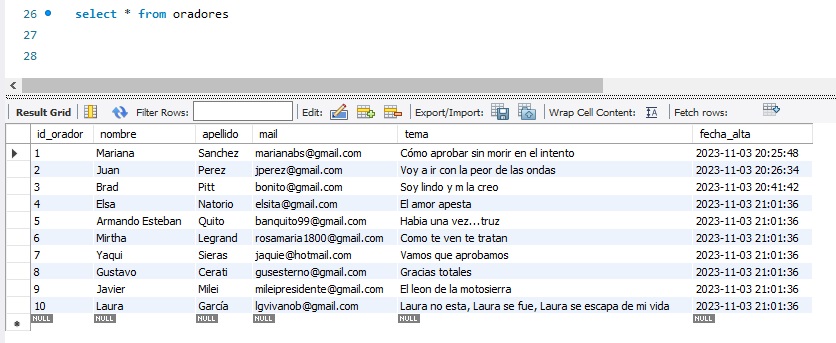 26 select * from oradores
27
28
Result Grid Filter Rows: Edit: Export/Import: Wrap Cell Content: Fetch rows:
id_orador nombre apellido mail tema fecha_alta
1 Mariana Sanchez marianabs@gmail.com Cómo aprobar sin morir en el intento 2023-11-03 20:25:48
2 Juan Perez jperez@gmail.com Voy a ir con la peor de las ondas 2023-11-03 20:26:34
3 Brad Pitt bonito@gmail.com Soy lindo y m la creo 2023-11-03 20:41:42
4 Elsa Natorio elsita@gmail.com El amor apesta 2023-11-03 21:01:36
5 Armando Esteban Quito banquito99@gmail.com Habia una vez...truz 2023-11-03 21:01:36
6 Mirtha Legrand rosamaria1800@gmail.com Como te ven te tratan 2023-11-03 21:01:36
7 Yaqui Sieras jaquie@hotmail.com Vamos que aprobamos 2023-11-03 21:01:36
8 Gustavo Cerati gusesterno@gmail.com Gracias totales 2023-11-03 21:01:36
9 Javier Milei mileipresidente@gmail.com El leon de la motosierra 2023-11-03 21:01:36
10 Laura García lgvivanob@gmail.com Laura no esta, Laura se fue, Laura se escapa de mi vida 2023-11-03 21:01:36
NULL NULL NULL NULL NULL NULL